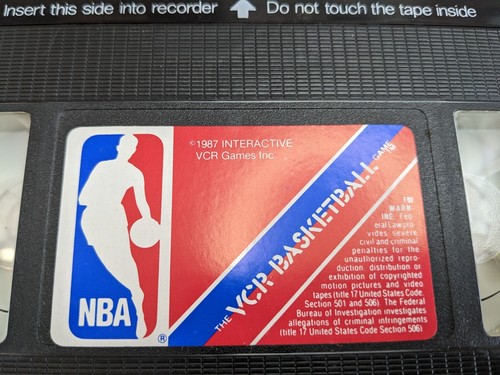 Insert this side into recorder Do not touch the tape inside
©1987 INTERACTIVE
VCR Games Inc
THE VCR BASKETBALL GAME
NBA
®
FBI
WARN-
ING: Fed-
eral Law pro-
vides severe
civil and criminal
penalties for the
unauthorized repro-
duction, distribution or
exhibition of copyrighted
motion pictures and video
tapes (title 17 United States Code
Section 501 and 506) The Federal
Bureau of Investigation investigates
allegations of criminal infringements
(title 17 United States Code Section 506)